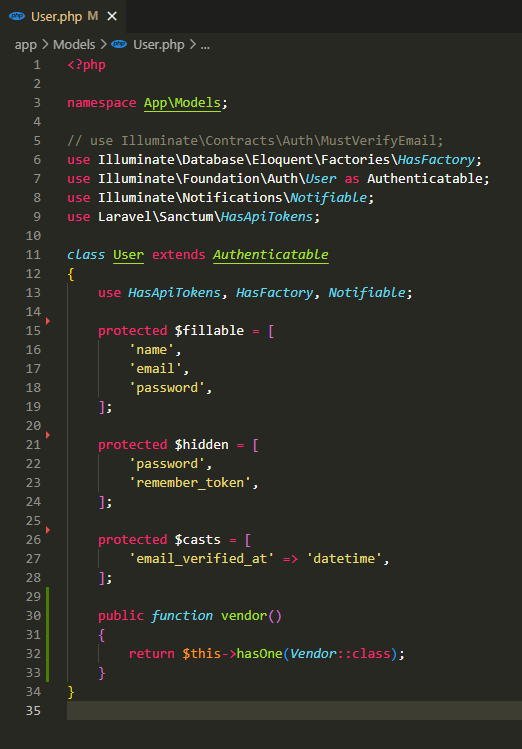 User.php M ×
app > Models > User.php > ...
1 <?php
2
3 namespace App\Models;
4
5 // use Illuminate\Contracts\Auth\MustVerifyEmail;
6 use Illuminate\Database\Eloquent\Factories\HasFactory;
7 use Illuminate\Foundation\Auth\User as Authenticatable;
8 use Illuminate\Notifications\Notifiable;
9 use Laravel\Sanctum\HasApiTokens;
10
11 class User extends Authenticatable
12 {
13     use HasApiTokens, HasFactory, Notifiable;
14
15     protected $fillable = [
16         'name',
17         'email',
18         'password',
19     ];
20
21     protected $hidden = [
22         'password',
23         'remember_token',
24     ];
25
26     protected $casts = [
27         'email_verified_at' => 'datetime',
28     ];
29
30     public function vendor()
31     {
32         return $this->hasOne(Vendor::class);
33     }
34 }
35